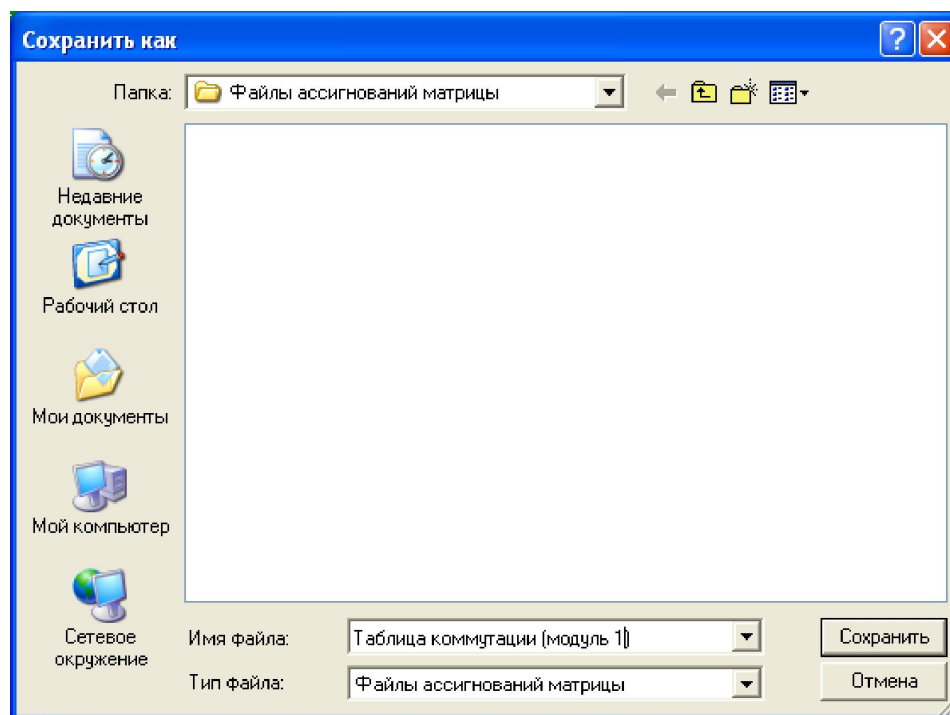 Сохранить как
Папка:
Файлы ассигнований матрицы
Недавние
документы
Рабочий стол
Мои документы
Мой компьютер
Сетевое
окружение
Имя файла:
Таблица коммутации (модуль 1)
Сохранить
Тип файла:
Файлы ассигнований матрицы
Отмена